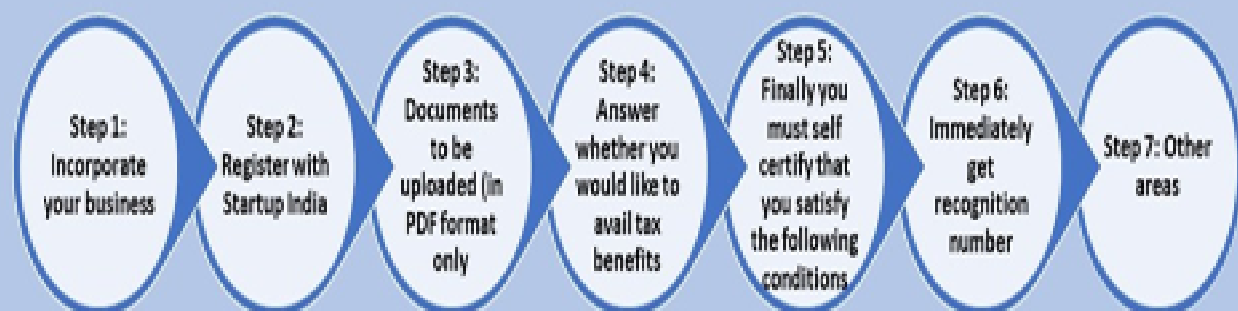 Step 1:
Incorporate
your business
Step 2:
Register with
Startup India
Step 3:
Documents
to be
uploaded (in
PDF format
only
Step 4:
Answer
whether you
would like to
avail tax
benefits
Step 5:
Finally you
must self
certify that
you satisfy
the following
conditions
Step 6:
Immediately
get
recognition
number
Step 7: Other
areas